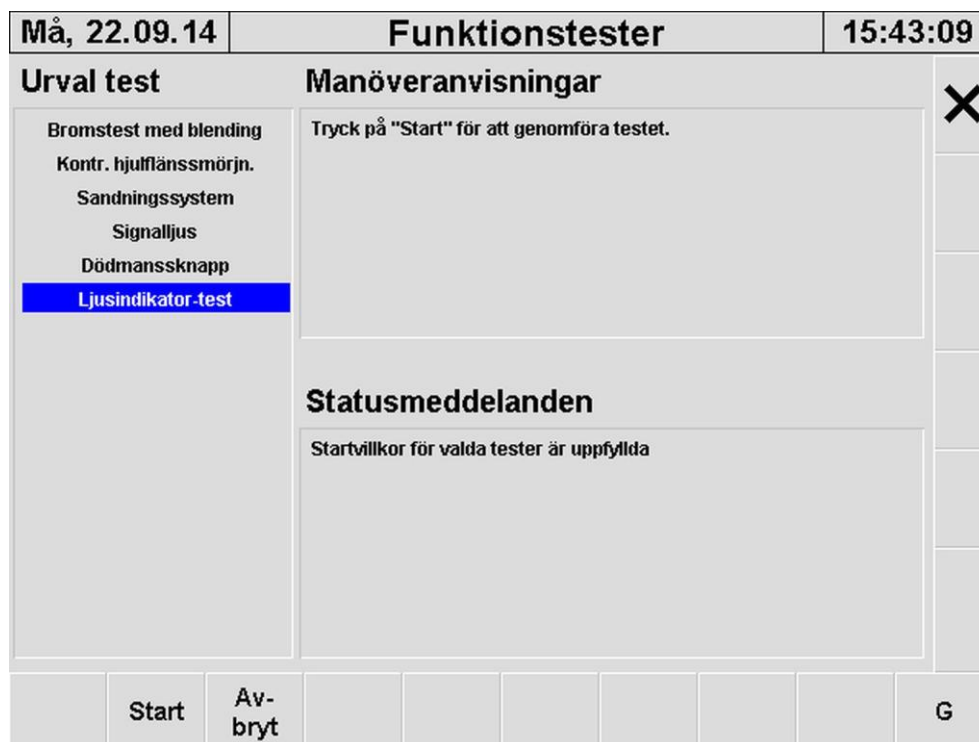 Må, 22.09.14
Funktionstester
15:43:09
Urval test
Bromstest med blending
Kontr. hjulflänssmörjn.
Sandningssystem
Signalljus
Dödmanssknapp
Ljusindikator-test
Manöveranvisningar
Tryck på "Start" för att genomföra testet.
Statusmeddelanden
Startvillkor för valda tester är uppfyllda
Start
Av-
bryt
G